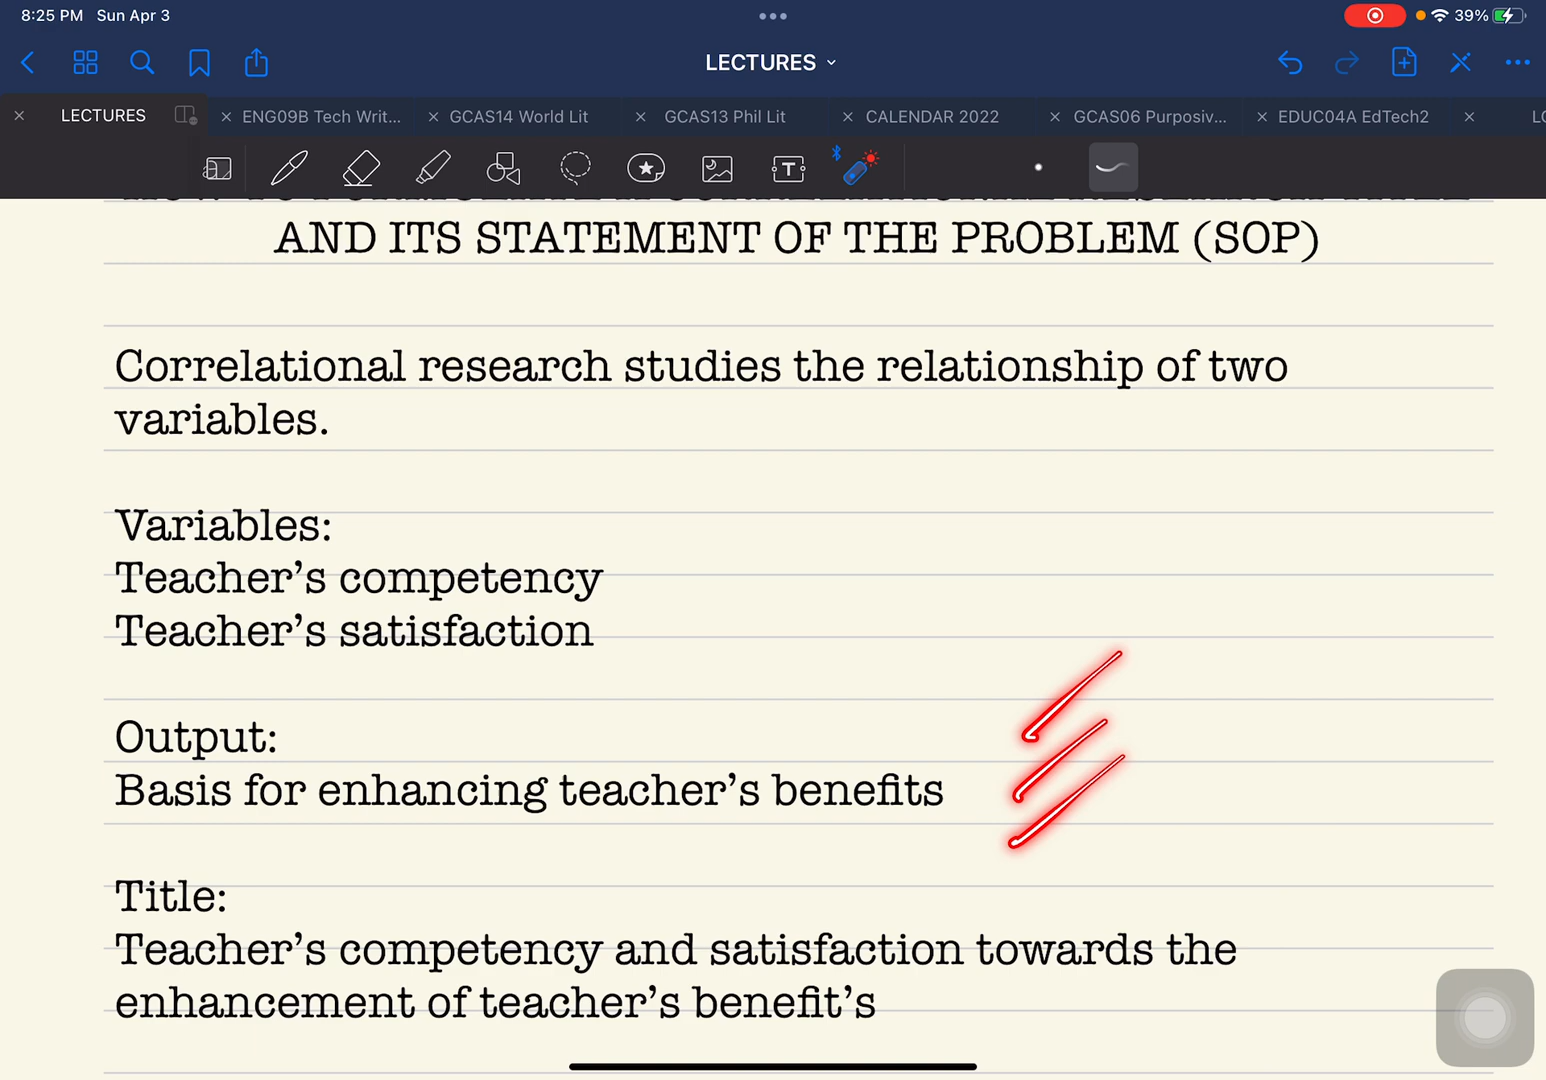 8:25 PM Sun Apr 3
39%
LECTURES
LECTURES
ENG09B Tech Writ...
GCAS14 World Lit
GCAS13 Phil Lit
CALENDAR 2022
GCAS06 Purposiv...
EDUC04A EdTech2
AND ITS STATEMENT OF THE PROBLEM (SOP)
Correlational research studies the relationship of two
variables.
Variables:
Teacher’s competency
Teacher’s satisfaction
Output:
Basis for enhancing teacher’s benefits
Title:
Teacher’s competency and satisfaction towards the
enhancement of teacher’s benefit’s